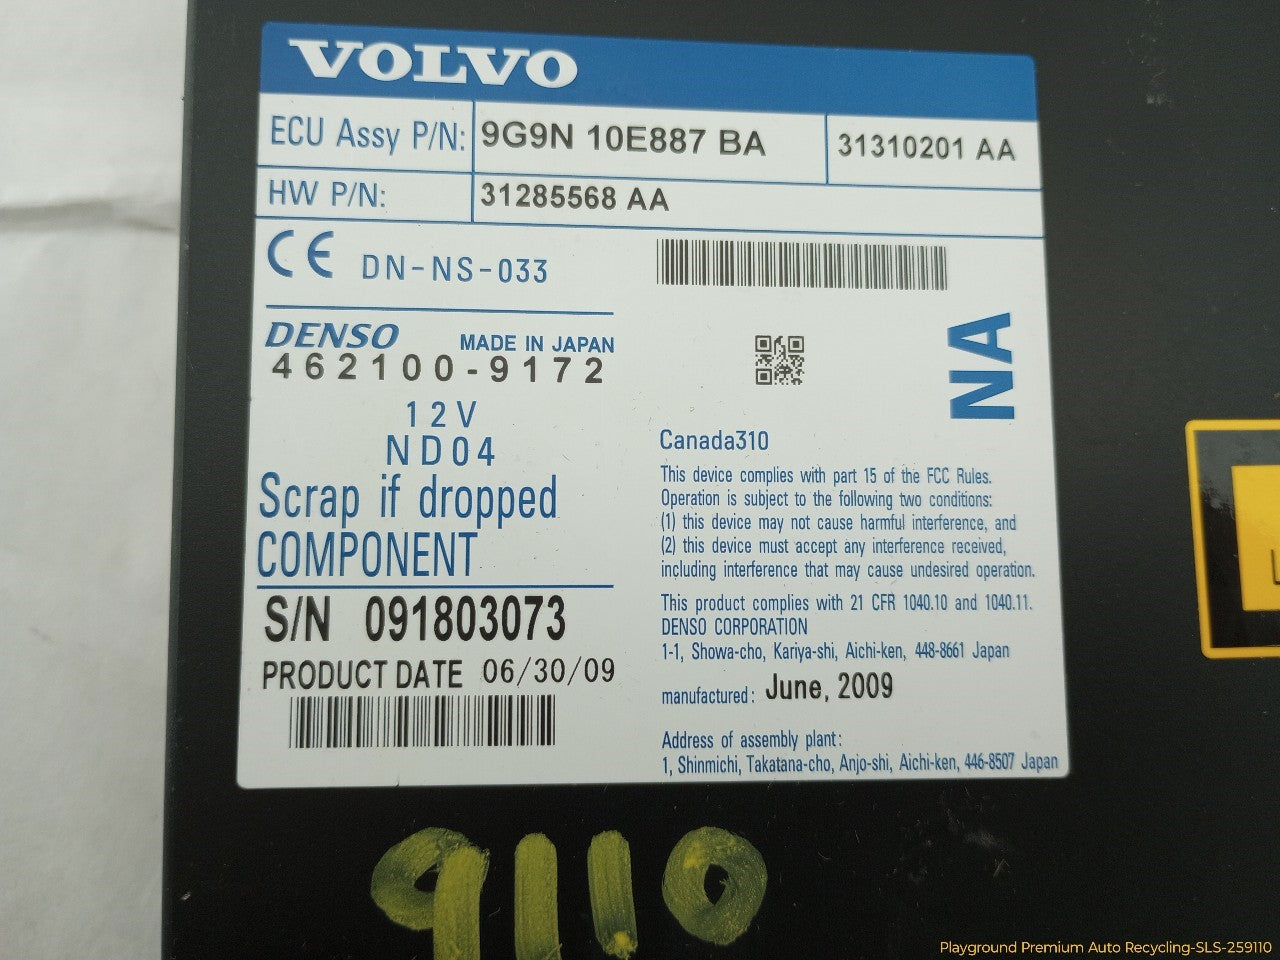 VOLVO
ECU Assy P/N: 9G9N 10E887 BA 31310201 AA
HW P/N: 31285568 AA
CE DN-NS-033
DENSO MADE IN JAPAN
462100-9172
12V
ND04
Scrap if dropped
COMPONENT
S/N 091803073
PRODUCT DATE 06/30/09
NA
Canada310
This device complies with part 15 of the FCC Rules.
Operation is subject to the following two conditions:
(1) this device may not cause harmful interference, and
(2) this device must accept any interference received,
including interference that may cause undesired operation.
This product complies with 21 CFR 1040.10 and 1040.11.
DENSO CORPORATION
1-1, Showa-cho, Kariya-shi, Aichi-ken, 448-8661 Japan
manufactured: June, 2009
Address of assembly plant:
1, Shinmichi, Takatana-cho, Anjo-shi, Aichi-ken, 446-8507 Japan
9110
Playground Premium Auto Recycling-SLS-259110